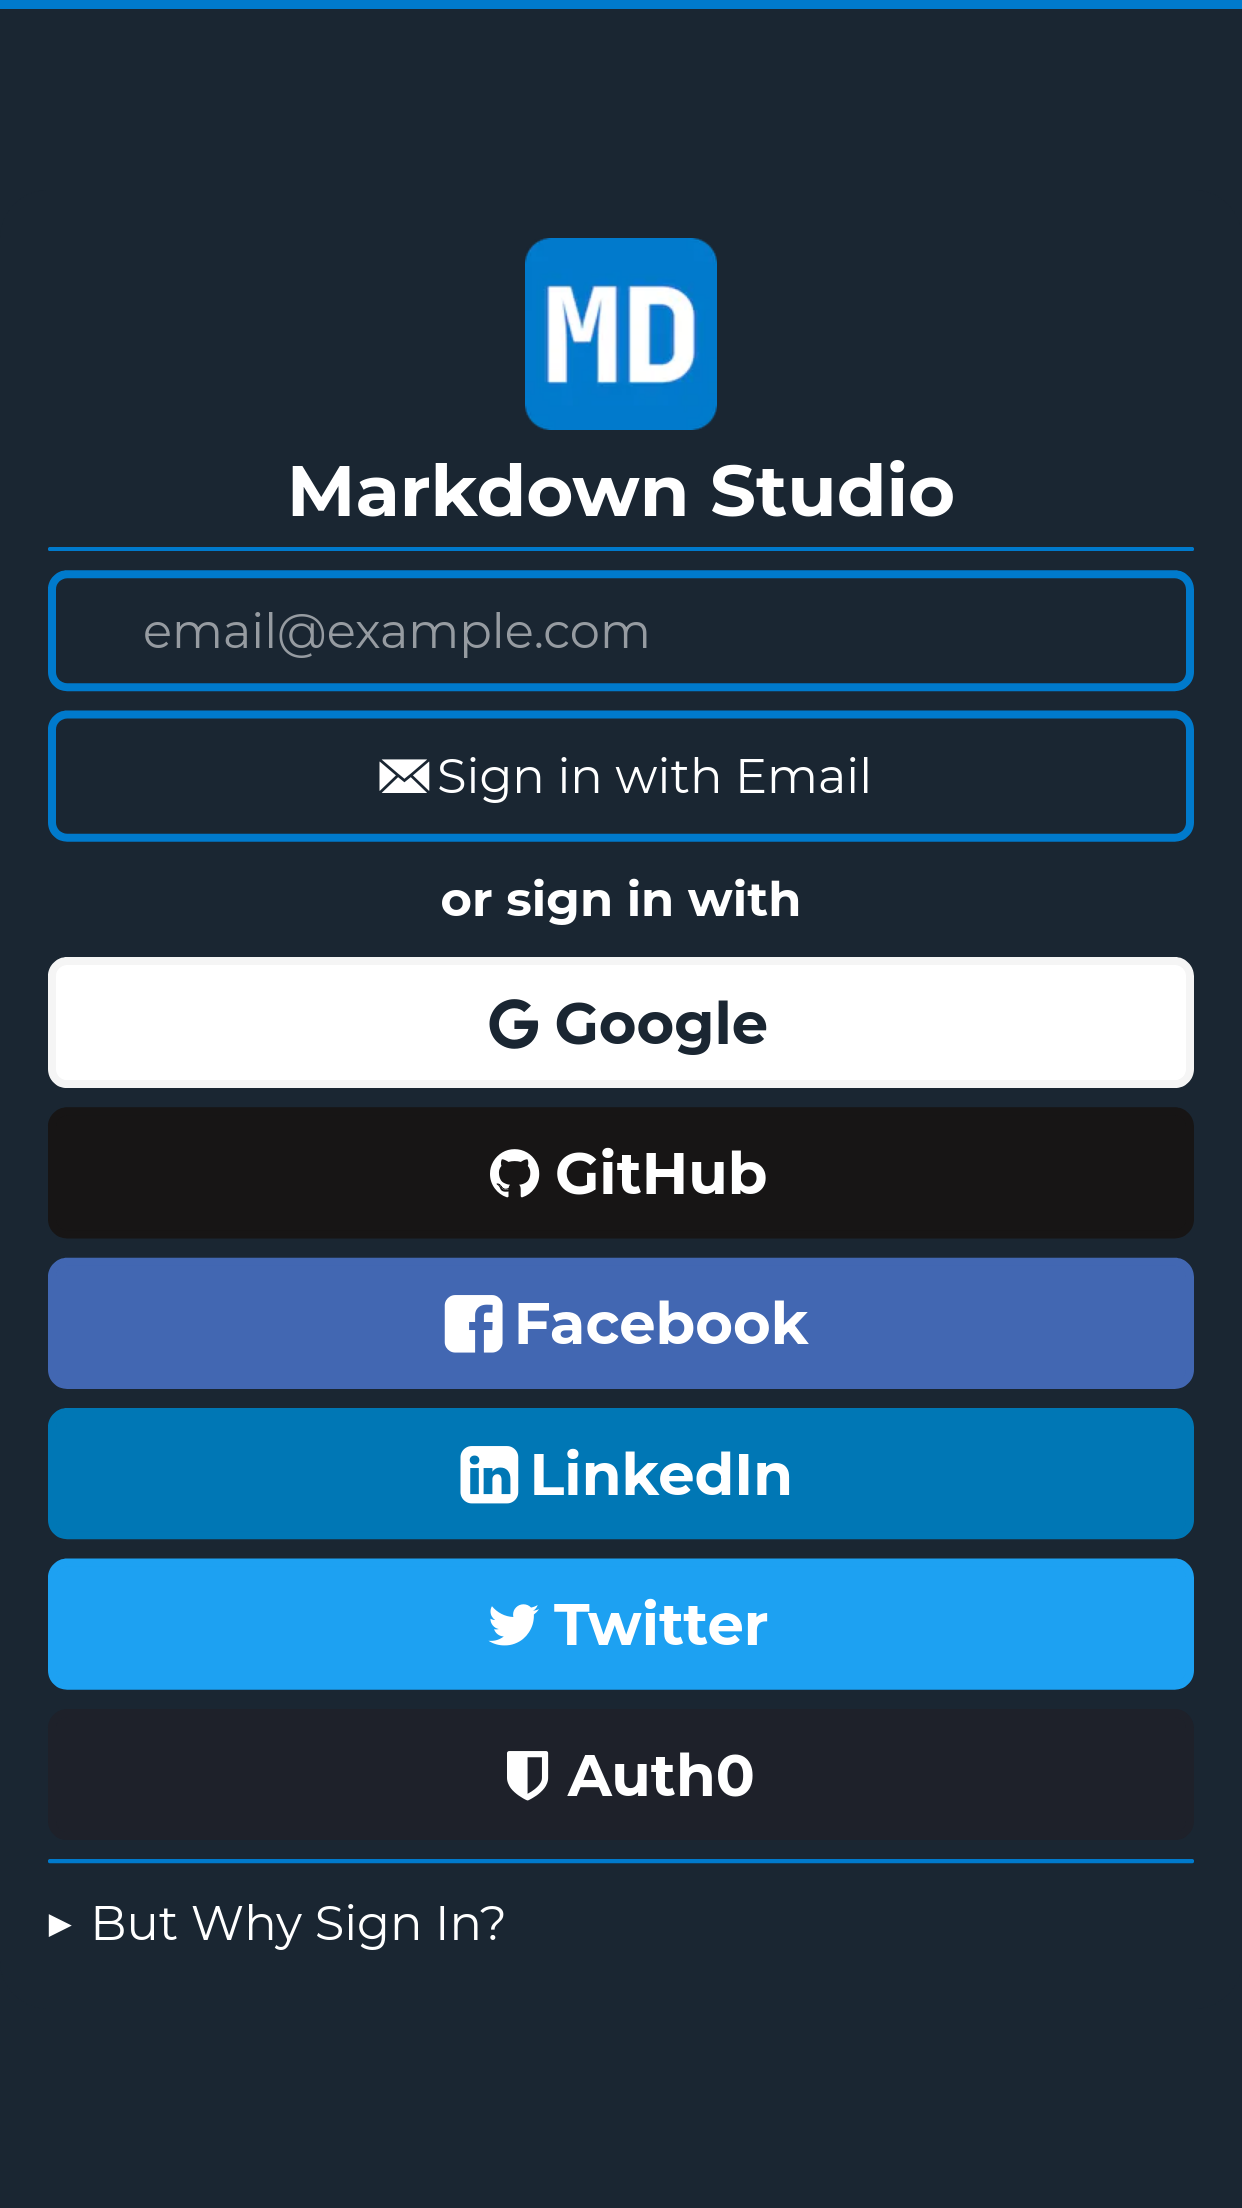 MD
Markdown Studio
email@example.com
Sign in with Email
or sign in with
Google
GitHub
Facebook
LinkedIn
Twitter
Auth0
But Why Sign In?